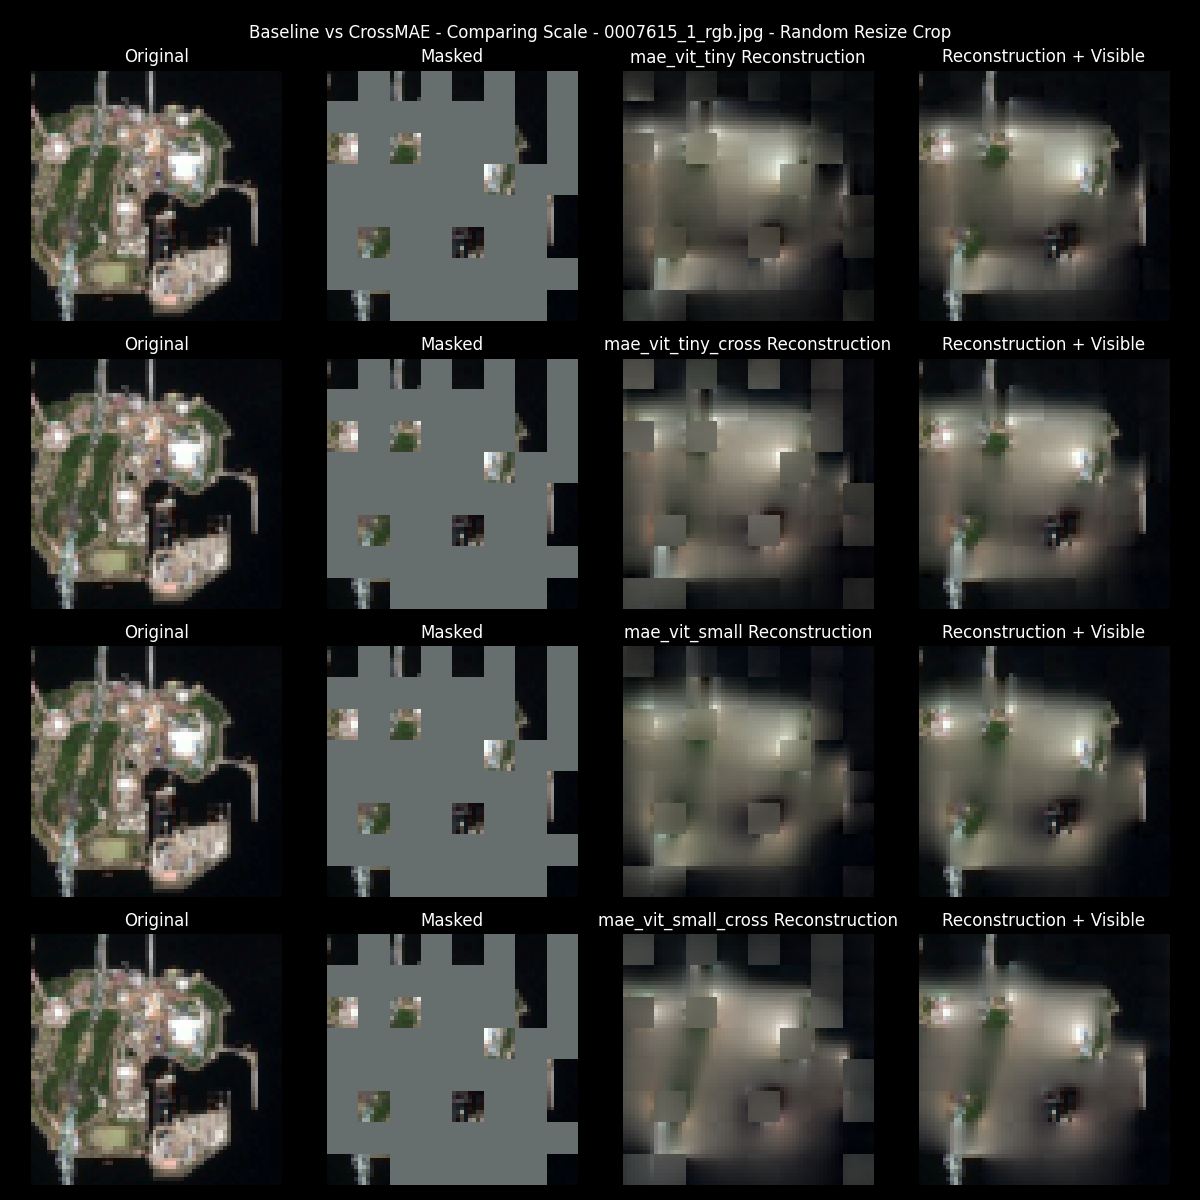 Baseline vs CrossMAE - Comparing Scale - 0007615_1_rgb.jpg - Random Resize Crop
Original Masked mae_vit_tiny Reconstruction Reconstruction + Visible
Original Masked mae_vit_tiny_cross Reconstruction Reconstruction + Visible
Original Masked mae_vit_small Reconstruction Reconstruction + Visible
Original Masked mae_vit_small_cross Reconstruction Reconstruction + Visible